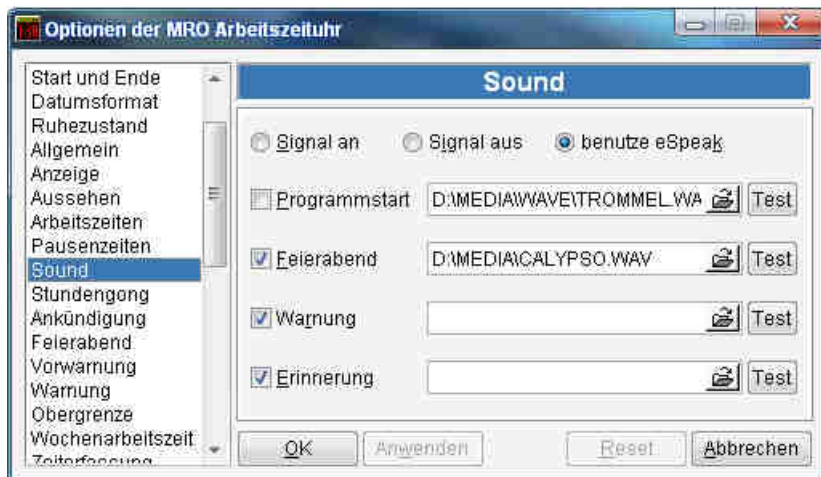 Optionen der MRO Arbeitszeituhr
Start und Ende
Datumsformat
Ruhezustand
Allgemein
Anzeige
Aussehen
Arbeitszeiten
Pausenzeiten
Sound
Stundengong
Ankündigung
Feierabend
Vorwarnung
Warnung
Obergrenze
Wochenarbeitszeit
Zeiterfassung
Sound
Signal an Signal aus benutze eSpeak
Programmstart D:\MEDIA\WAVE\TROMMEL.WA Test
Feierabend D:\MEDIA\CALYPSO.WAV Test
Warnung Test
Erinnerung Test
OK Anwenden Reset Abbrechen